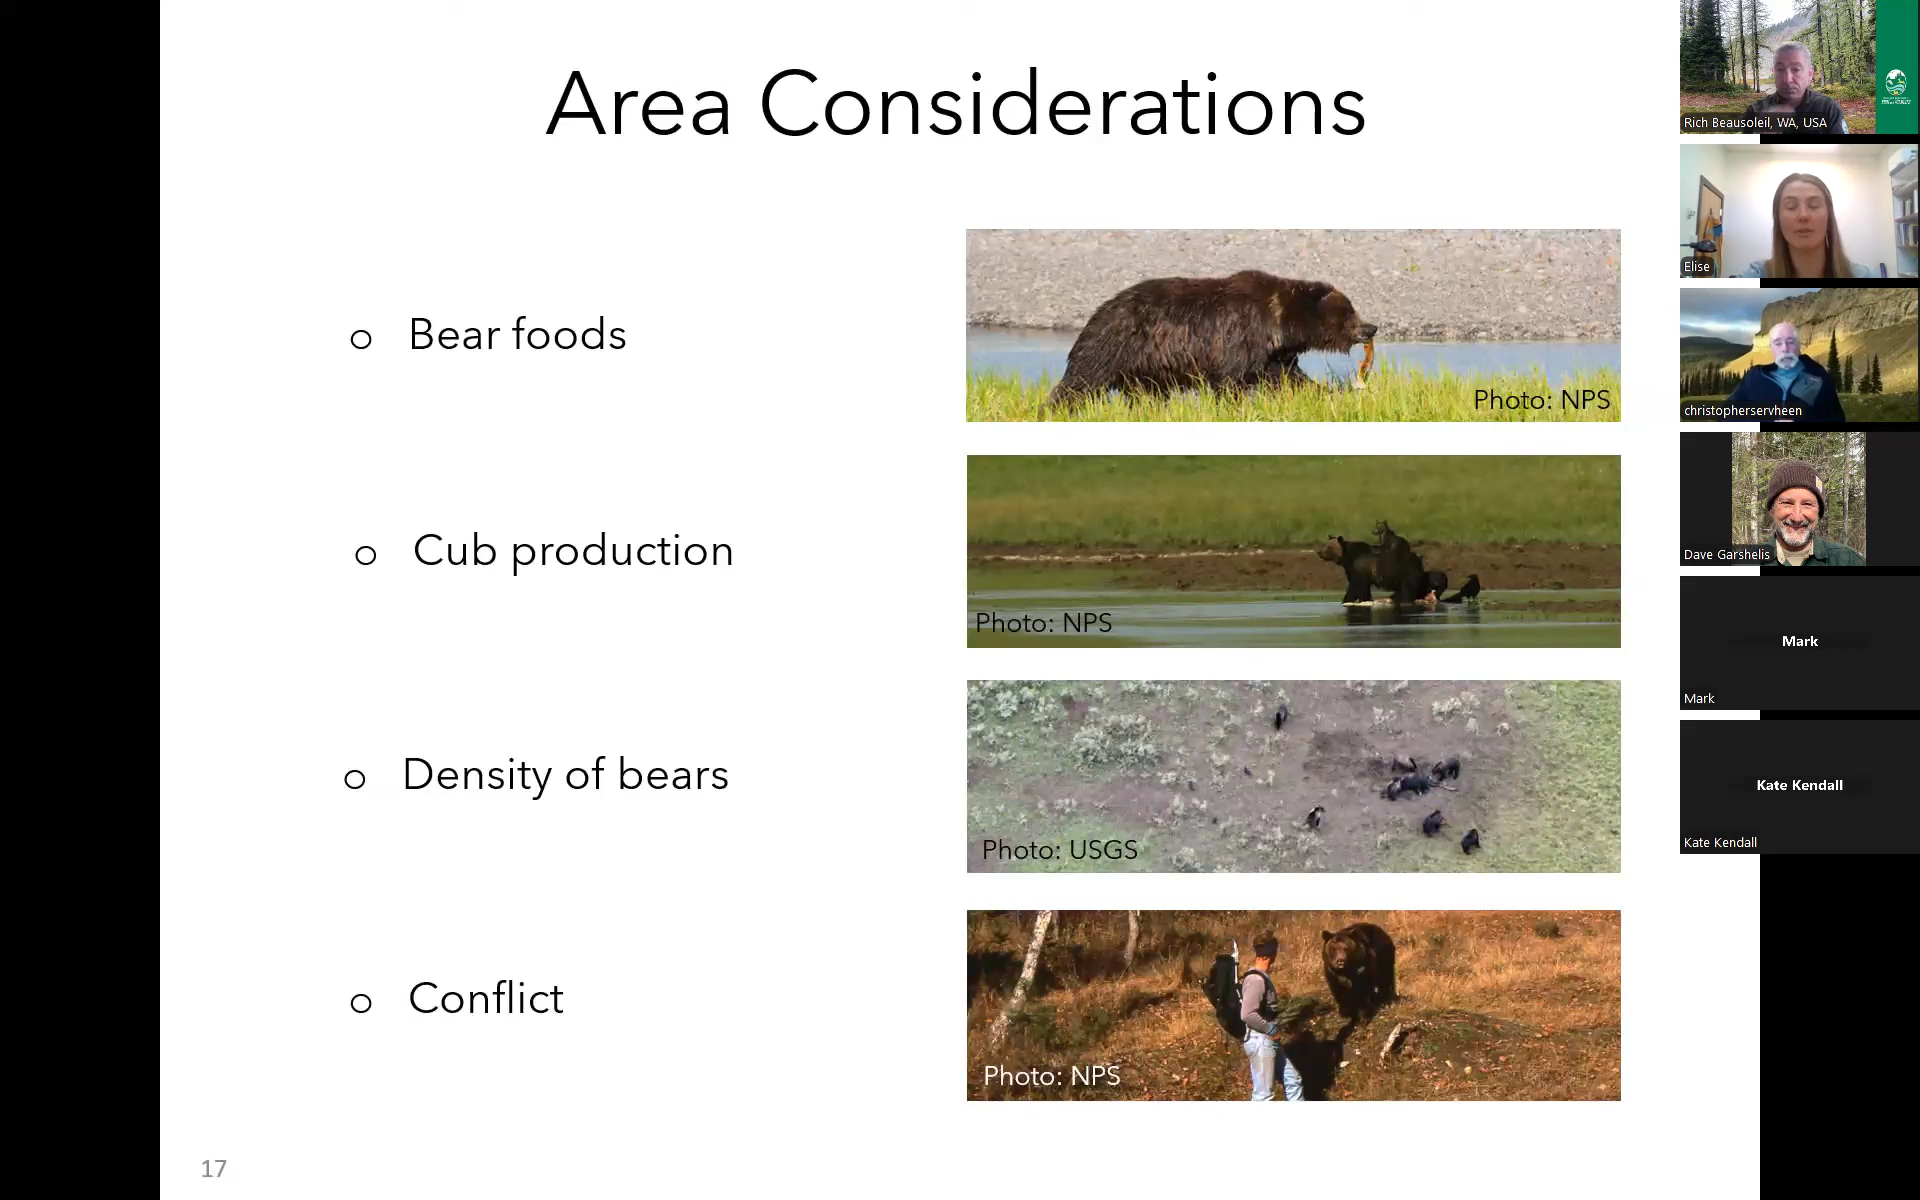 Area Considerations
o Bear foods
Photo: NPS
o Cub production
Photo: NPS
o Density of bears
Photo: USGS
o Conflict
Photo: NPS
17
Rich Beausoleil, WA, USA
Elise
christopherservheen
Dave Garshelis
Mark
Mark
Kate Kendall
Kate Kendall